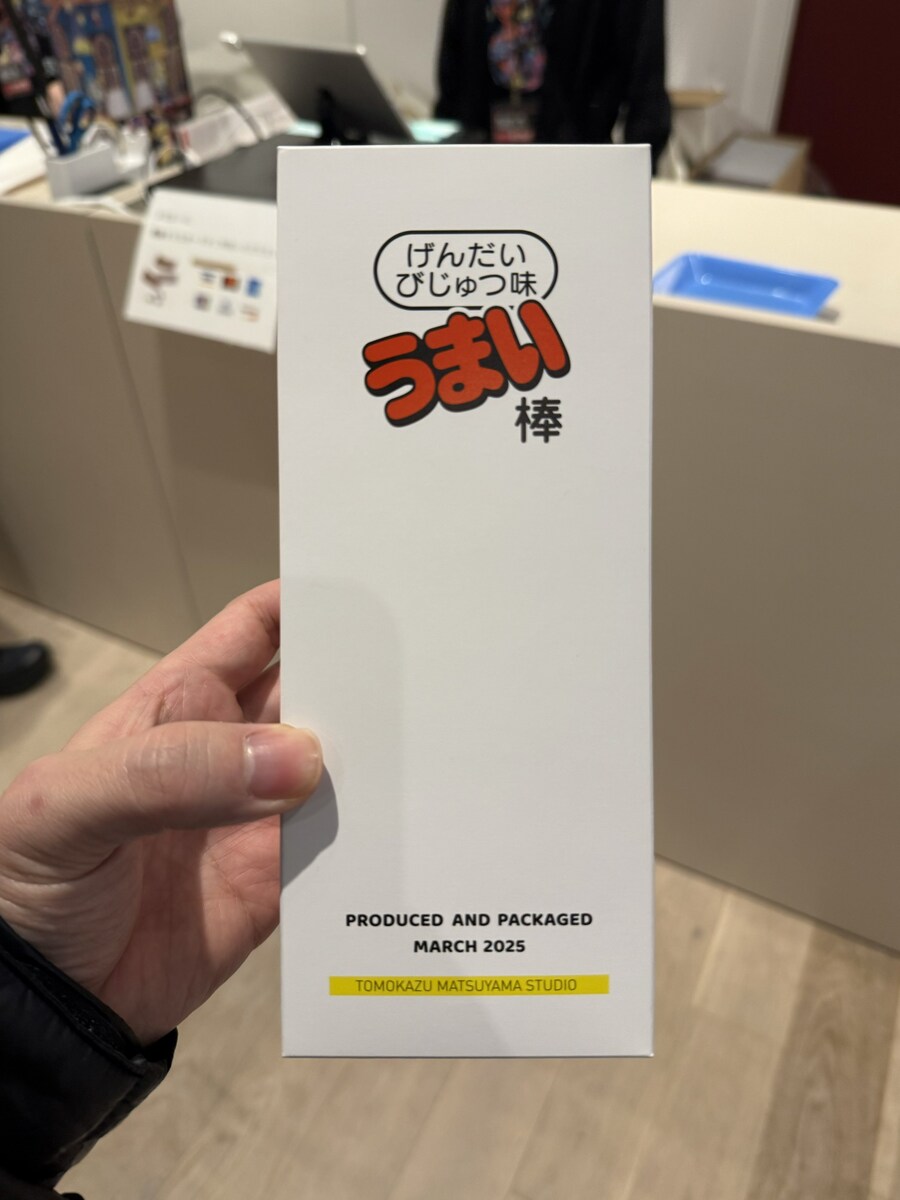 げんだい
びじゅつ味
うまい
棒
PRODUCED AND PACKAGED
MARCH 2025
TOMOKAZU MATSUYAMA STUDIO